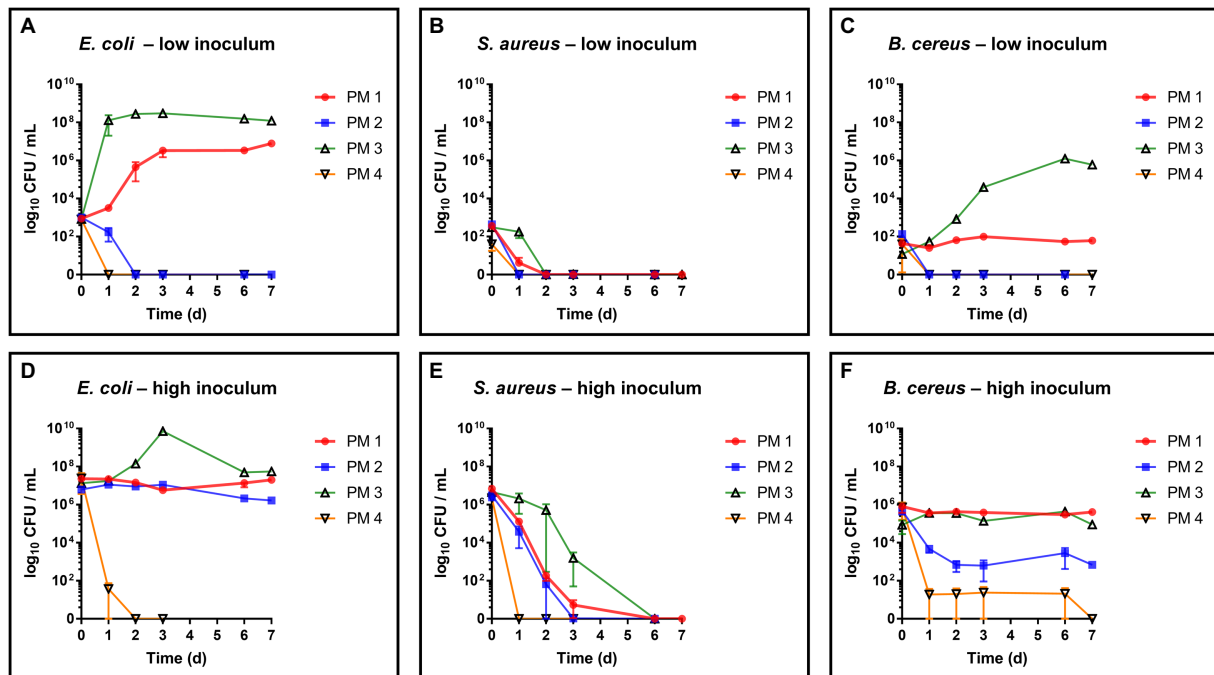 A
E. coli – low inoculum
log₁₀ CFU / mL
10¹⁰
10⁸
10⁶
10⁴
10²
0
0 1 2 3 4 5 6 7
Time (d)
PM 1
PM 2
PM 3
PM 4
B
S. aureus – low inoculum
log₁₀ CFU / mL
10¹⁰
10⁸
10⁶
10⁴
10²
0
0 1 2 3 4 5 6 7
Time (d)
PM 1
PM 2
PM 3
PM 4
C
B. cereus – low inoculum
log₁₀ CFU / mL
10¹⁰
10⁸
10⁶
10⁴
10²
0
0 1 2 3 4 5 6 7
Time (d)
PM 1
PM 2
PM 3
PM 4
D
E. coli – high inoculum
log₁₀ CFU / mL
10¹⁰
10⁸
10⁶
10⁴
10²
0
0 1 2 3 4 5 6 7
Time (d)
PM 1
PM 2
PM 3
PM 4
E
S. aureus – high inoculum
log₁₀ CFU / mL
10¹⁰
10⁸
10⁶
10⁴
10²
0
0 1 2 3 4 5 6 7
Time (d)
PM 1
PM 2
PM 3
PM 4
F
B. cereus – high inoculum
log₁₀ CFU / mL
10¹⁰
10⁸
10⁶
10⁴
10²
0
0 1 2 3 4 5 6 7
Time (d)
PM 1
PM 2
PM 3
PM 4